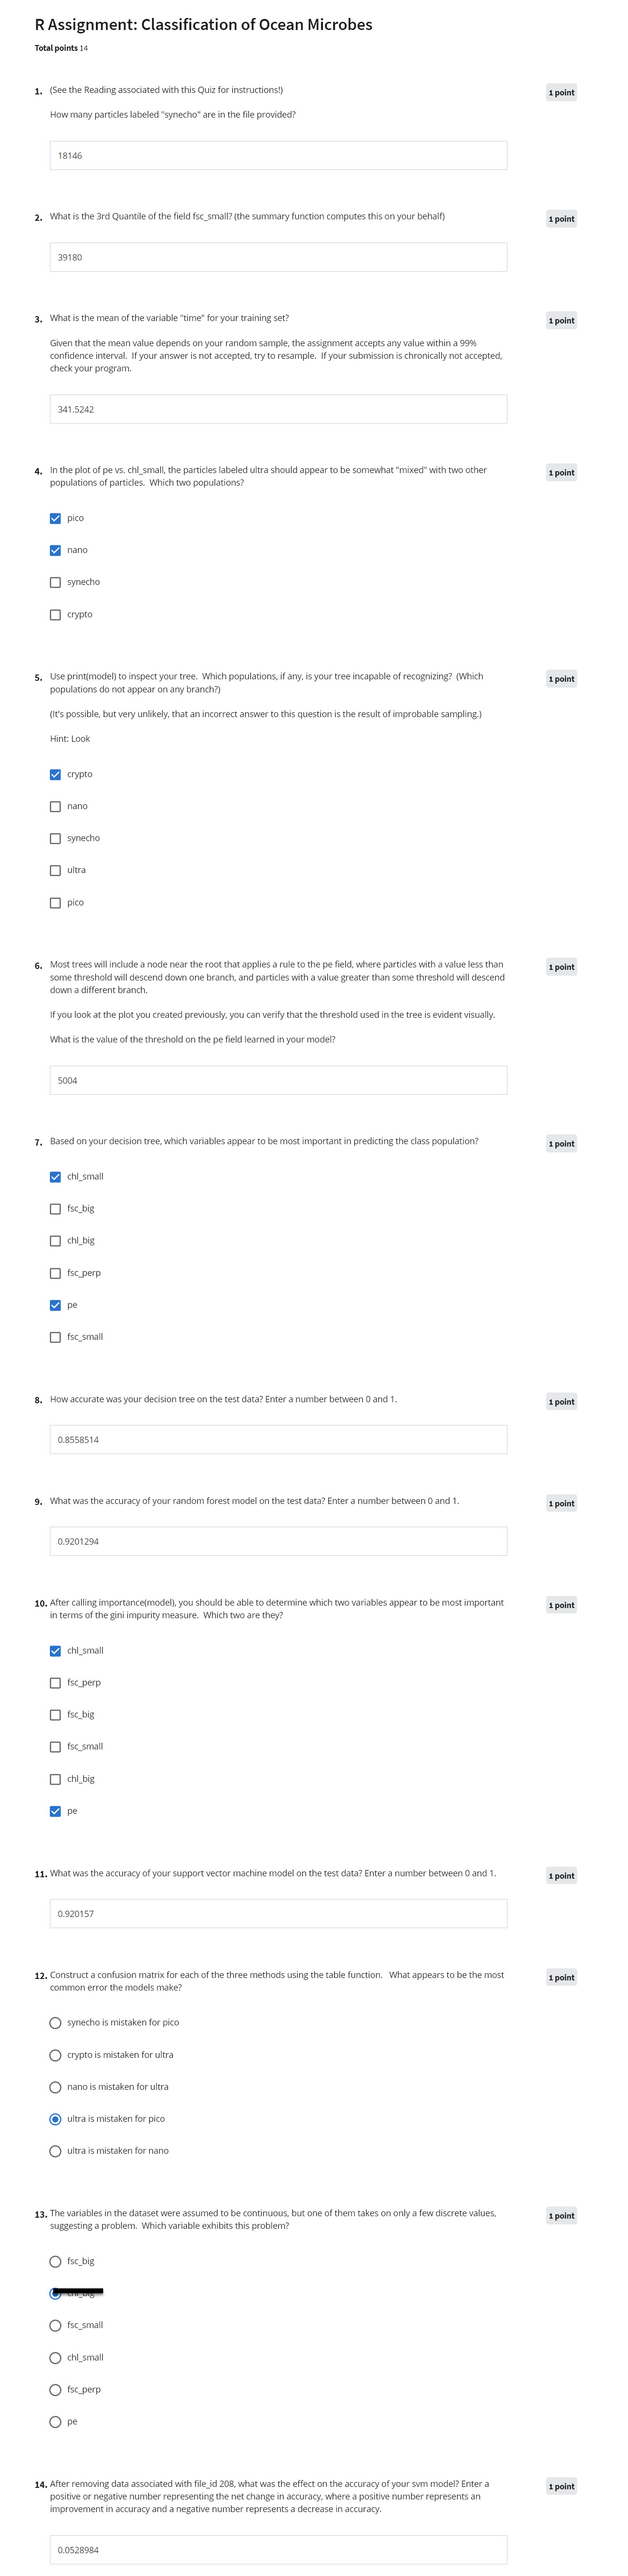 R Assignment: Classification of Ocean Microbes
Total points 14
1. (See the Reading associated with this Quiz for instructions!)
1 point
How many particles labeled "synecho" are in the file provided?
18146
2. What is the 3rd Quantile of the field fsc_small? (the summary function computes this on your behalf)
1 point
39180
3. What is the mean of the variable "time" for your training set?
1 point
Given that the mean value depends on your random sample, the assignment accepts any value within a 99%
confidence interval. If your answer is not accepted, try to resample. If your submission is chronically not accepted,
check your program.
341.5242
4. In the plot of pe vs. chl_small, the particles labeled ultra should appear to be somewhat "mixed" with two other
populations of particles. Which two populations?
1 point
pico
nano
synecho
crypto
5. Use print(model) to inspect your tree. Which populations, if any, is your tree incapable of recognizing? (Which
populations do not appear on any branch?)
1 point
(It's possible, but very unlikely, that an incorrect answer to this question is the result of improbable sampling.)
Hint: Look
crypto
nano
synecho
ultra
pico
6. Most trees will include a node near the root that applies a rule to the pe field, where particles with a value less than
some threshold will descend down one branch, and particles with a value greater than some threshold will descend
down a different branch.
1 point
If you look at the plot you created previously, you can verify that the threshold used in the tree is evident visually.
What is the value of the threshold on the pe field learned in your model?
5004
7. Based on your decision tree, which variables appear to be most important in predicting the class population?
1 point
chl_small
fsc_big
chl_big
fsc_perp
pe
fsc_small
8. How accurate was your decision tree on the test data? Enter a number between 0 and 1.
1 point
0.8558514
9. What was the accuracy of your random forest model on the test data? Enter a number between 0 and 1.
1 point
0.9201294
10. After calling importance(model), you should be able to determine which two variables appear to be most important
in terms of the gini impurity measure. Which two are they?
1 point
chl_small
fsc_perp
fsc_big
fsc_small
chl_big
pe
11. What was the accuracy of your support vector machine model on the test data? Enter a number between 0 and 1.
1 point
0.920157
12. Construct a confusion matrix for each of the three methods using the table function. What appears to be the most
common error the models make?
1 point
synecho is mistaken for pico
crypto is mistaken for ultra
nano is mistaken for ultra
ultra is mistaken for pico
ultra is mistaken for nano
13. The variables in the dataset were assumed to be continuous, but one of them takes on only a few discrete values,
suggesting a problem. Which variable exhibits this problem?
1 point
fsc_big
fsc_small
chl_small
fsc_perp
pe
14. After removing data associated with file_id 208, what was the effect on the accuracy of your svm model? Enter a
positive or negative number representing the net change in accuracy, where a positive number represents an
improvement in accuracy and a negative number represents a decrease in accuracy.
1 point
0.0528984